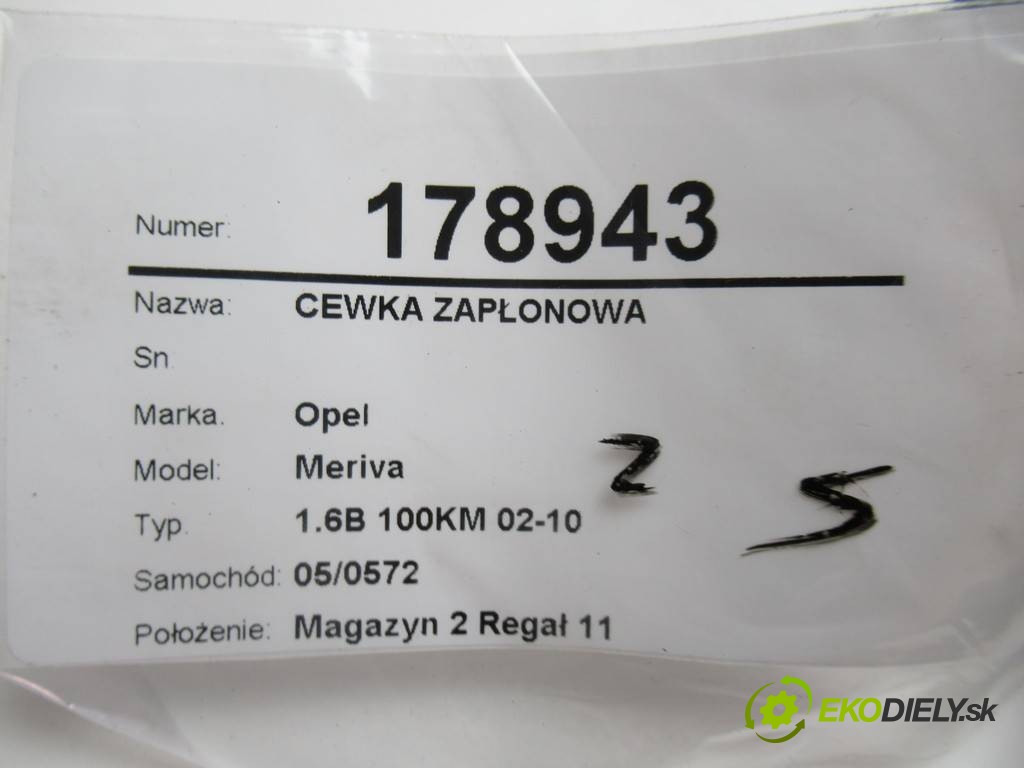 Numer: 178943
Nazwa: CEWKA ZAPŁONOWA
Sn
Marka. Opel
Model: Meriva
2
5
Typ. 1.6B 100KM 02-10
Samochód: 05/0572
Położenie: Magazyn 2 Regał 11
EKODIELY.sk